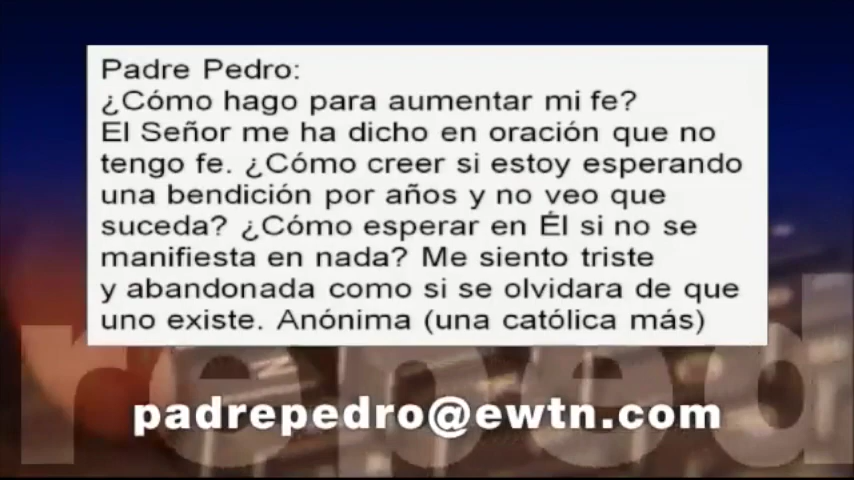 Padre Pedro:
¿Cómo hago para aumentar mi fe?
El Señor me ha dicho en oración que no
tengo fe. ¿Cómo creer si estoy esperando
una bendición por años y no veo que
suceda? ¿Cómo esperar en Él si no se
manifiesta en nada? Me siento triste
y abandonada como si se olvidara de que
uno existe. Anónima (una católica más)
reped
padrepedro@ewtn.com